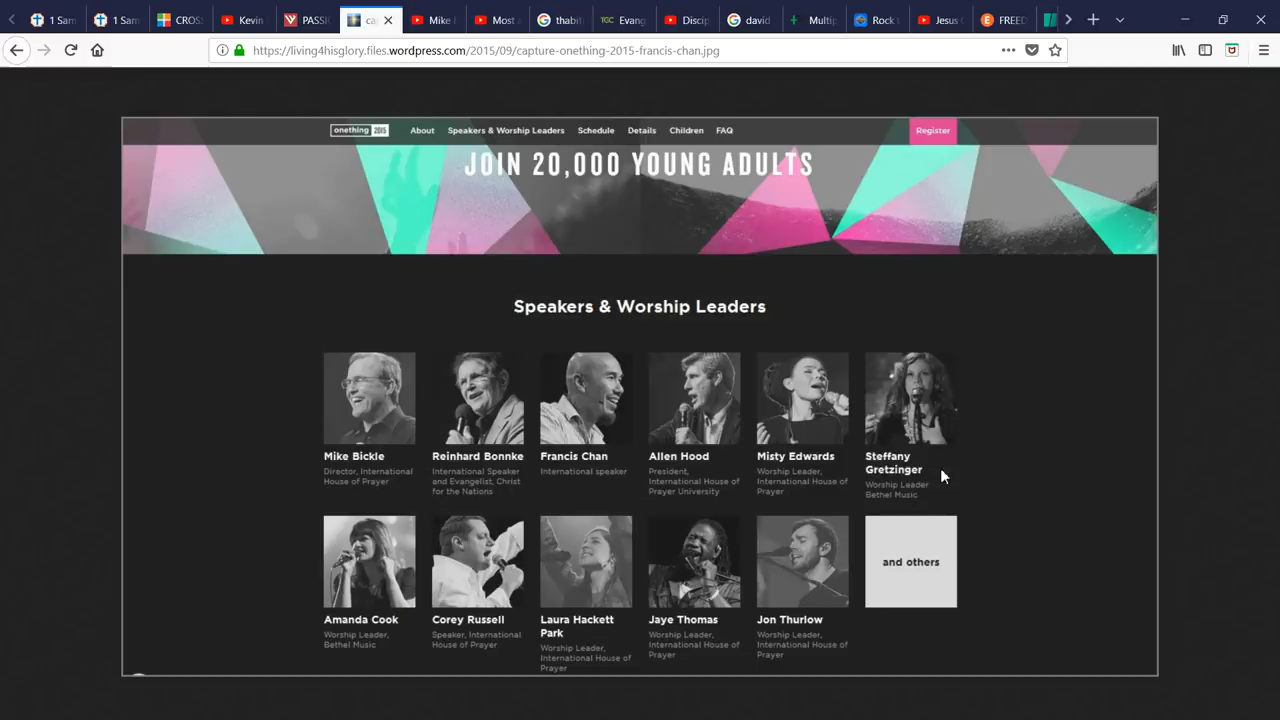 1 Sam
1 Sam
CROS
Kevin
PASSI
ca
Mike
Most a
thabit
TGC Evang
Discip
david
Multip
Rock t
Jesus
FREED
https://living4hisglory.files.wordpress.com/2015/09/capture-onething-2015-francis-chan.jpg
onething 2015 About Speakers & Worship Leaders Schedule Details Children FAQ Register
JOIN 20,000 YOUNG ADULTS
Speakers & Worship Leaders
Mike Bickle
Director, International
House of Prayer
Reinhard Bonnke
International Speaker
and Evangelist, Christ
for the Nations
Francis Chan
International speaker
Allen Hood
President,
International House of
Prayer University
Misty Edwards
Worship Leader,
International House of
Prayer
Steffany
Gretzinger
Worship Leader
Bethel Music
Amanda Cook
Worship Leader,
Bethel Music
Corey Russell
Speaker, International
House of Prayer
Laura Hackett
Park
Worship Leader,
International House of
Prayer
Jaye Thomas
Worship Leader,
International House of
Prayer
Jon Thurlow
Worship Leader,
International House of
Prayer
and others